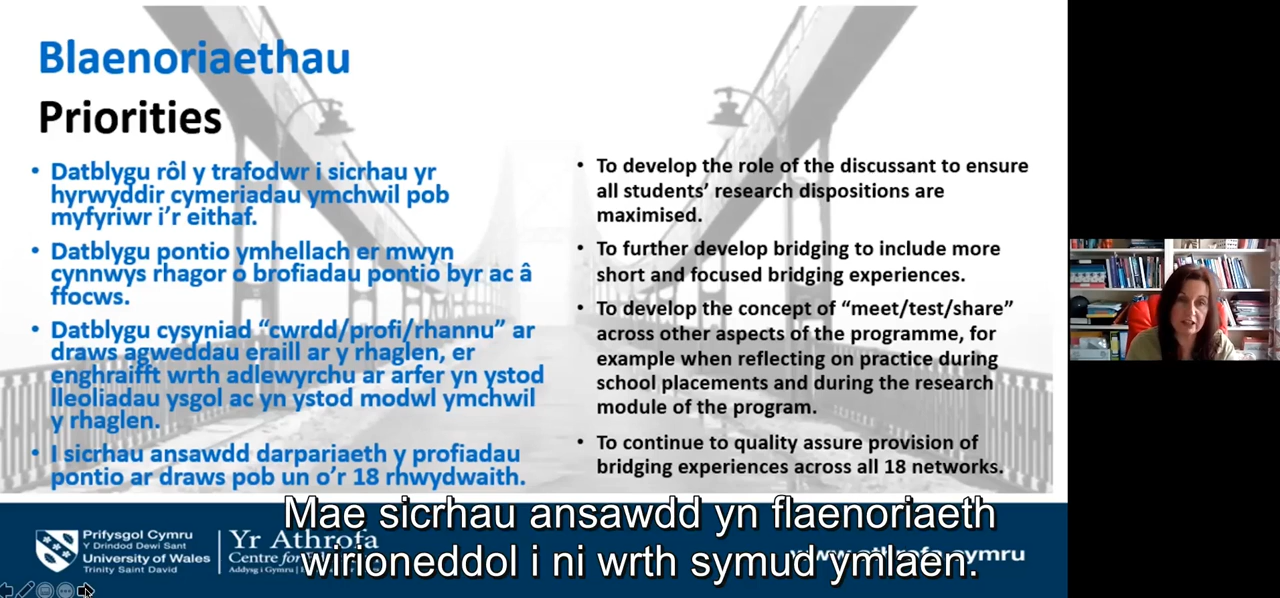 Blaenoriaethau
Priorities
• Datblygu rôl y trafodwr i sicrhau yr
hyrwyddir cymeriadau ymchwil pob
myfyriwr i'r eithaf.
• Datblygu pontio ymhellach er mwyn
cynnwys rhagor o brofiadau pontio byr ac â
ffocws.
• Datblygu cysyniad “cwrdd/profi/rhannu” ar
draws agweddau eraill ar y rhaglen, er
enghraifft wrth adlewyrchu ar arfer yn ystod
lleoliadau ysgol ac yn ystod modwl ymchwil
y rhaglen.
• I sicrhau ansawdd darpariaeth y profiadau
pontio ar draws pob un o'r 18 rhwydwaith.
• To develop the role of the discussant to ensure
all students' research dispositions are
maximised.
• To further develop bridging to include more
short and focused bridging experiences.
• To develop the concept of “meet/test/share”
across other aspects of the programme, for
example when reflecting on practice during
school placements and during the research
module of the program.
• To continue to quality assure provision of
bridging experiences across all 18 networks.
Mae sicrhau ansawdd yn flaenoriaeth
wirioneddol i ni wrth symud ymlaen.
Prifysgol Cymru
Y Drindod Dewi Sant
University of Wales
Trinity Saint David
Yr Athrofa
Centre for
Addysg i Gymru
www.athrofa.cymru